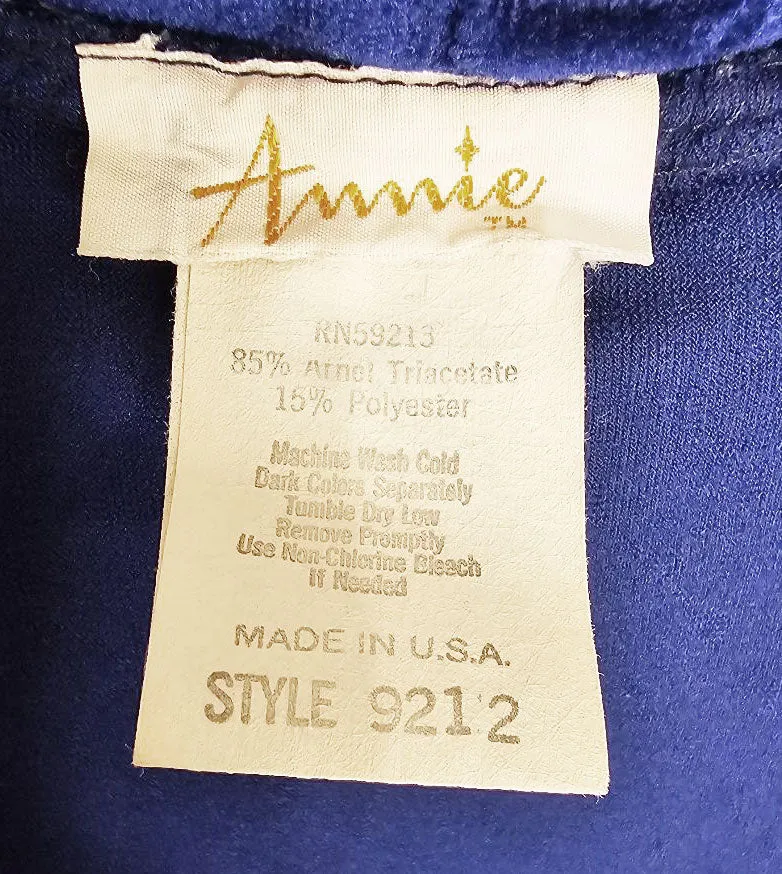 Annie
TM
RN59213
85% Arnel Triacetate
15% Polyester
Machine Wash Cold
Dark Colors Separately
Tumble Dry Low
Remove Promptly
Use Non-Chlorine Bleach
If Needed
MADE IN U.S.A.
STYLE 9212